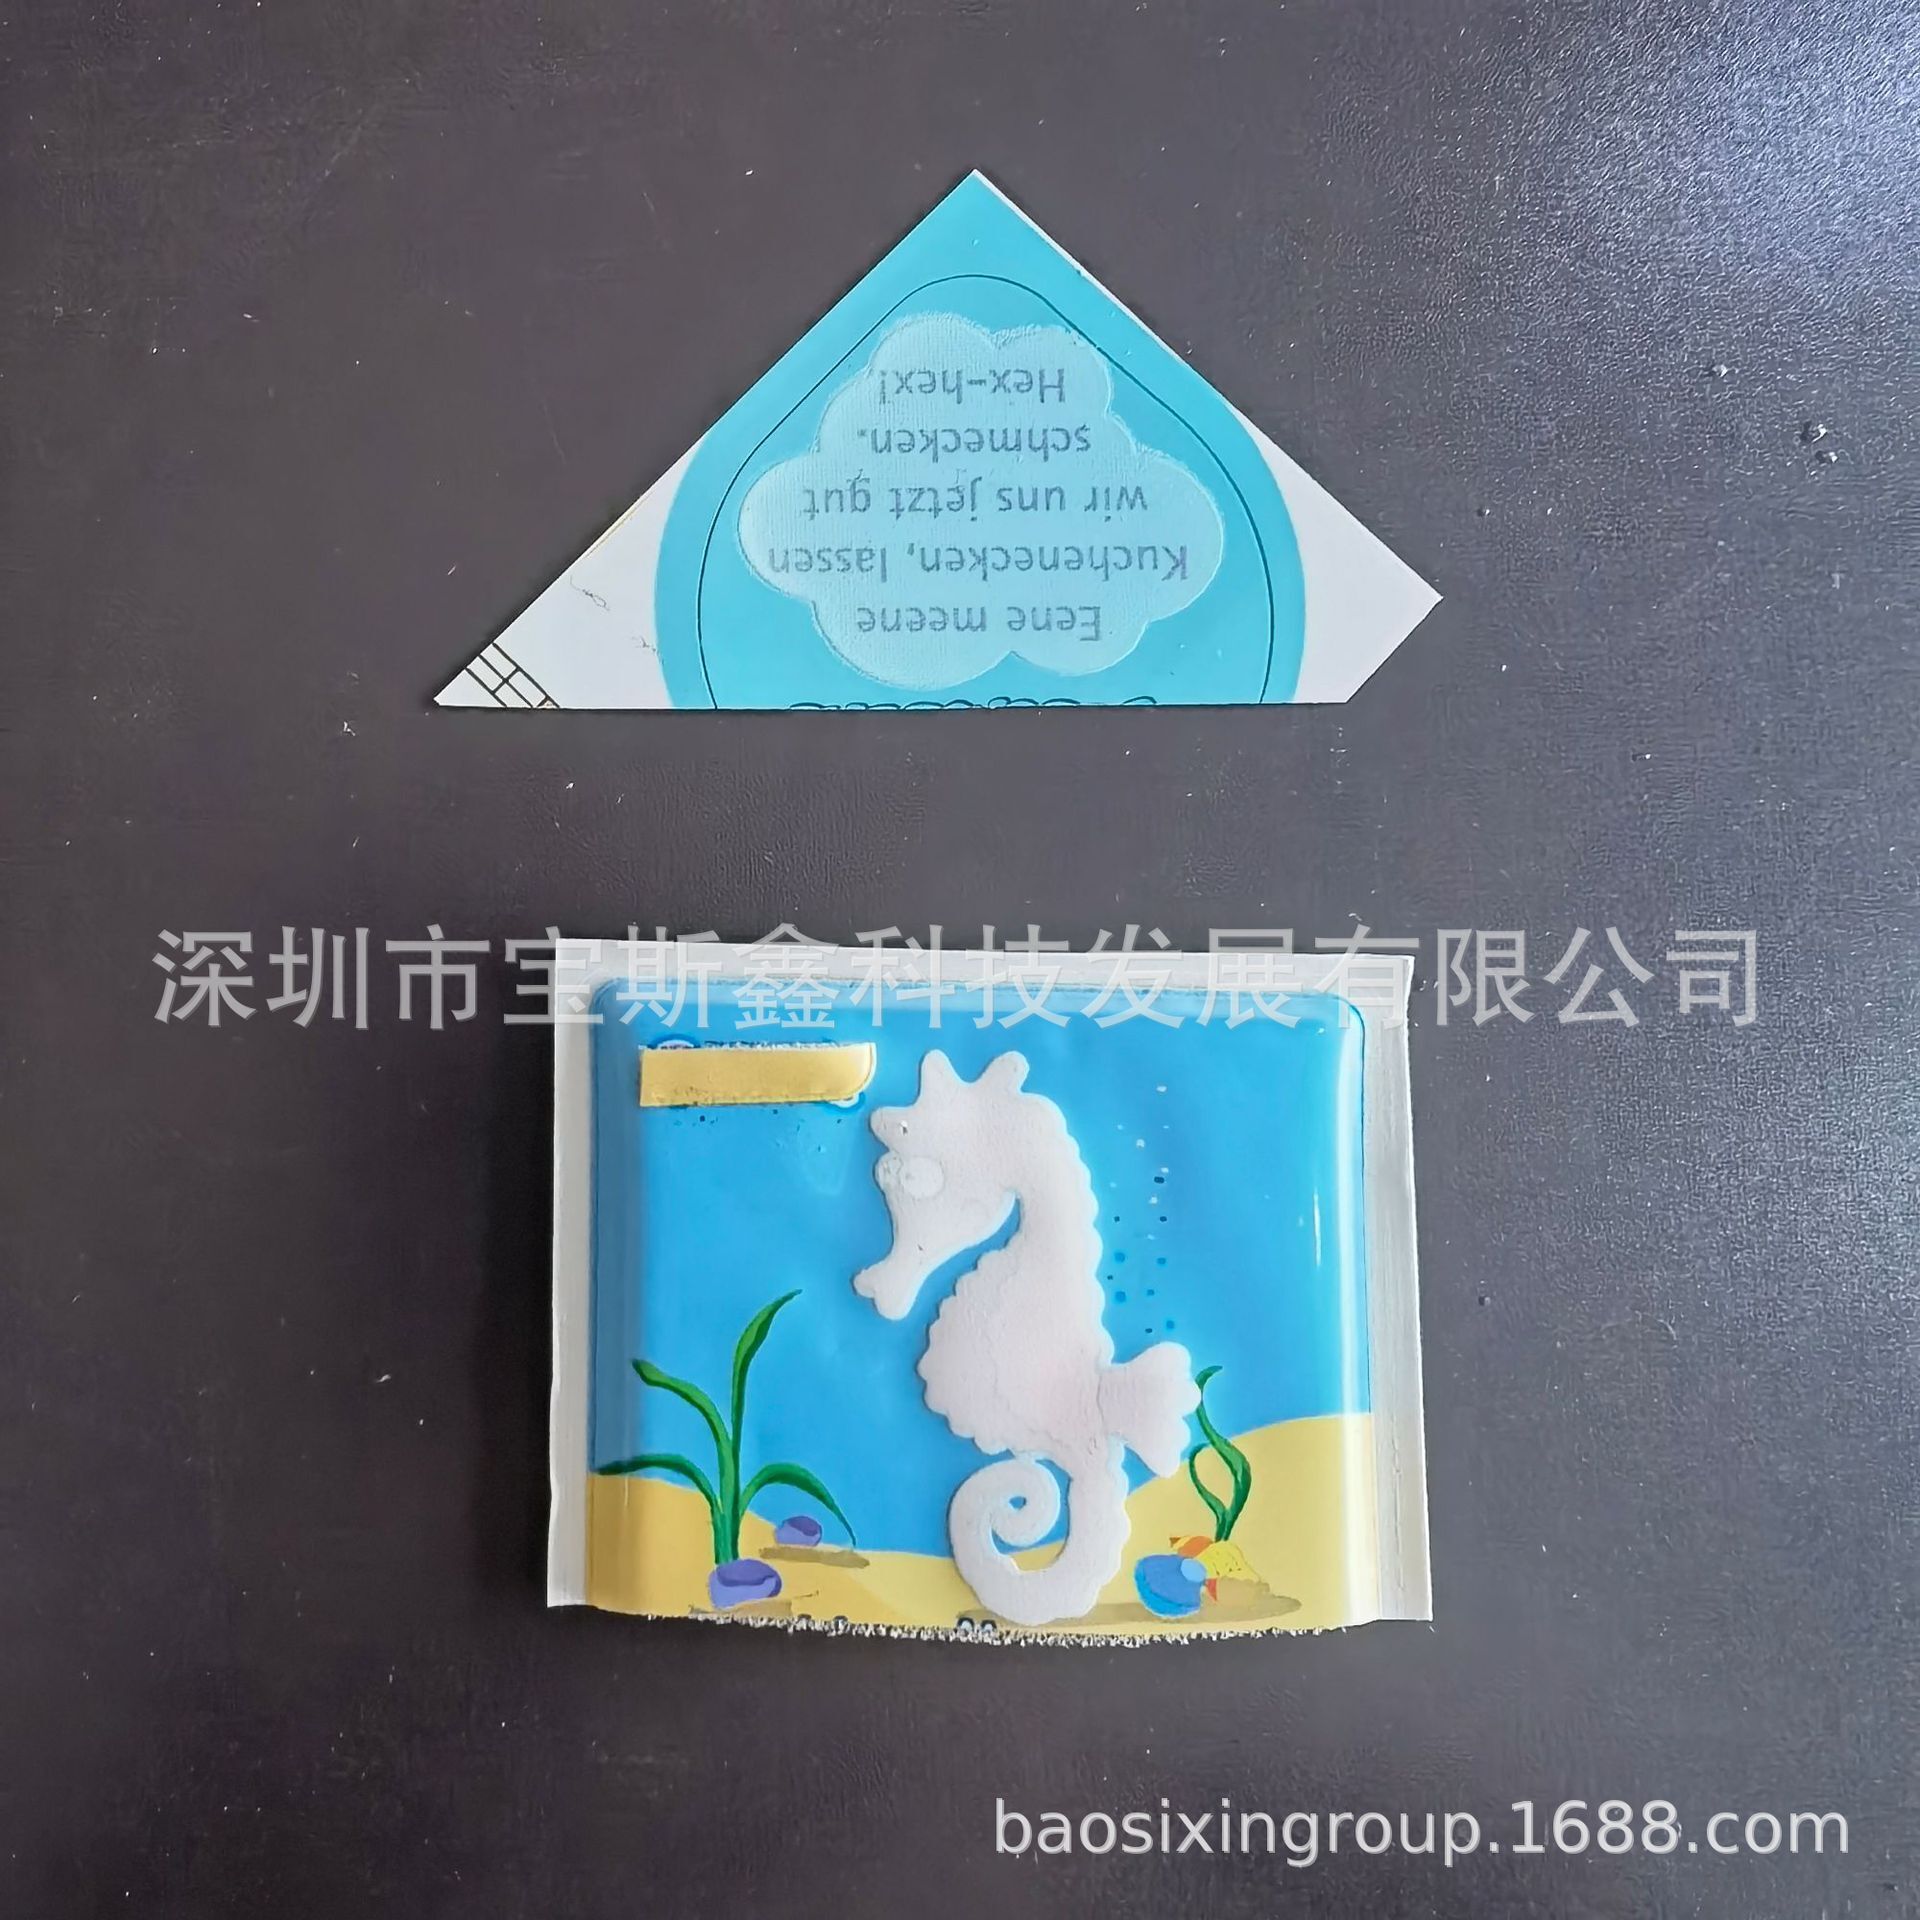 Eene meene
Kuchenecken, lassen
wir uns jetzt gut
schmecken.
Hex-hex!
深圳市宝斯鑫科技发展有限公司
baosixingroup.1688.com